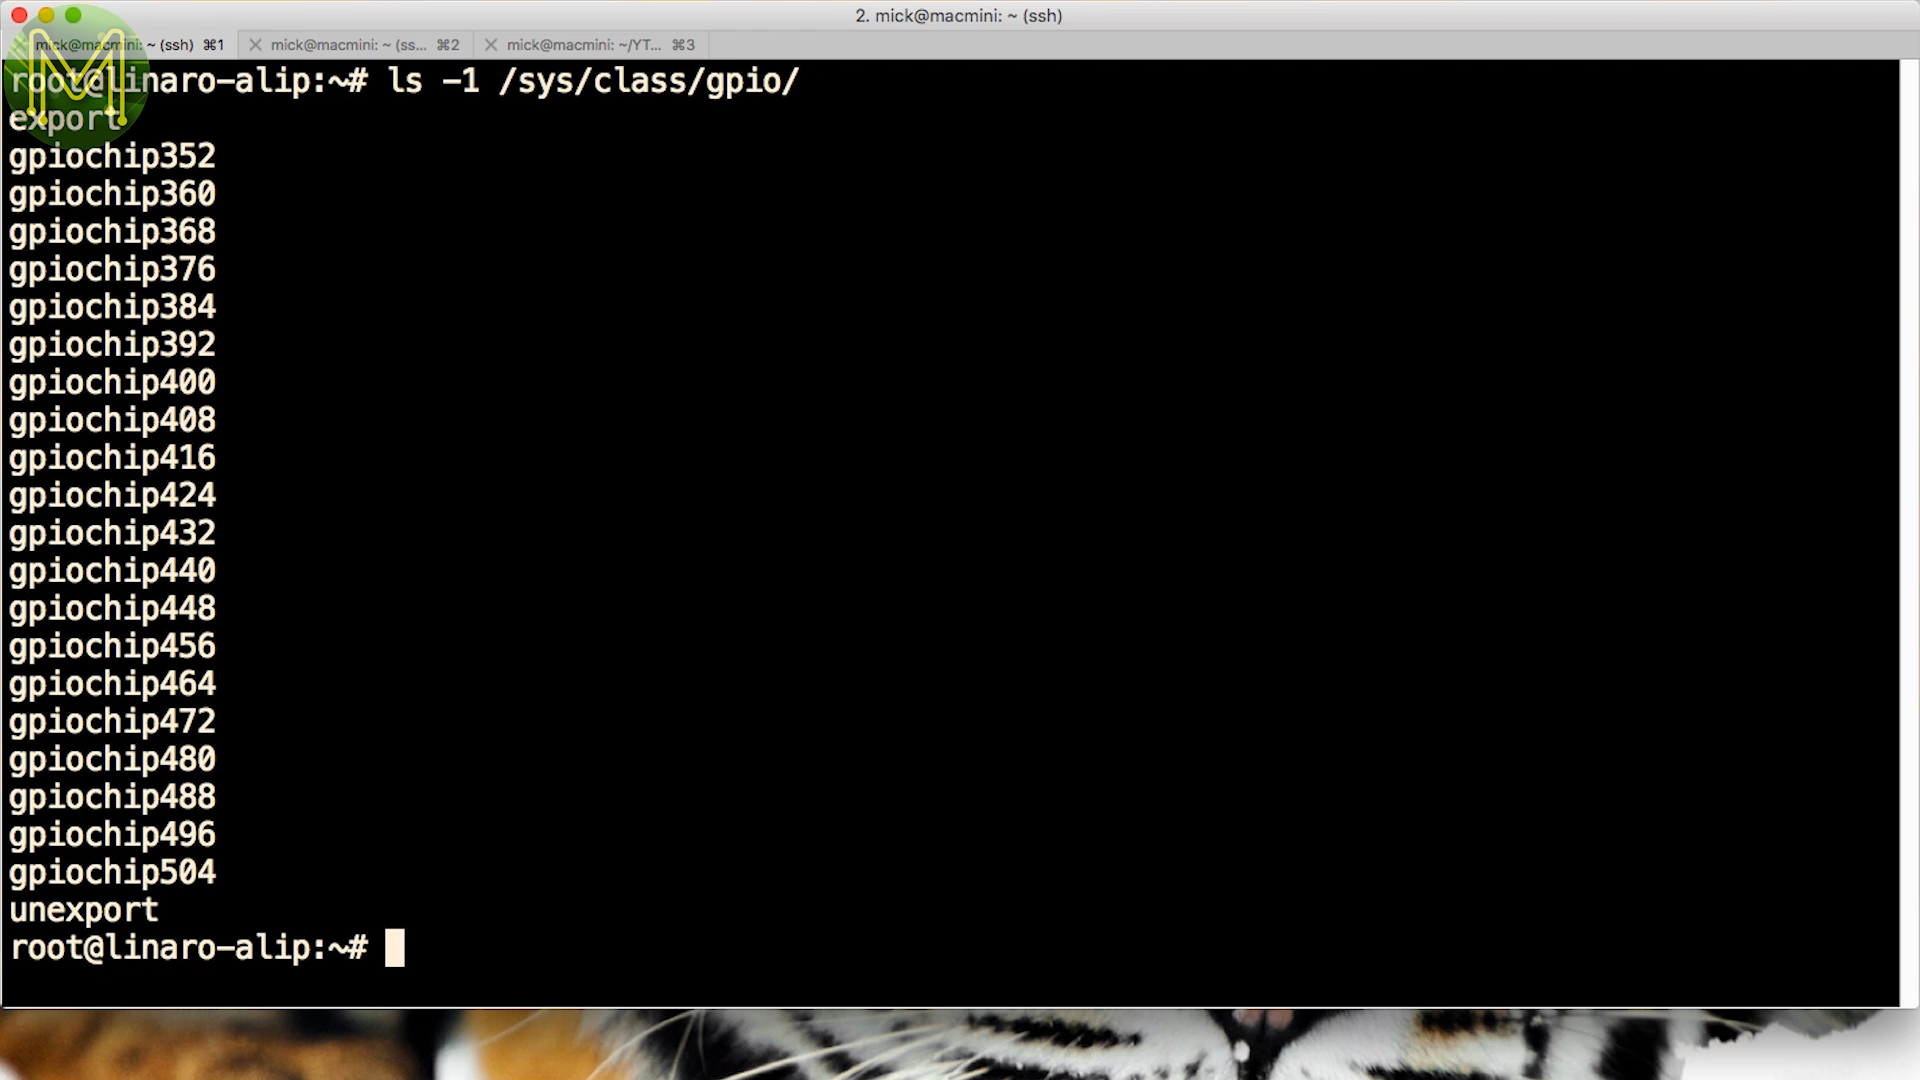 2. mick@macmini: ~ (ssh)
mick@macmini: ~ (ssh) ⌘1
mick@macmini: ~ (ss... ⌘2
mick@macmini: ~/YT... ⌘3
root@linaro-alip:~# ls -1 /sys/class/gpio/
export
gpiochip352
gpiochip360
gpiochip368
gpiochip376
gpiochip384
gpiochip392
gpiochip400
gpiochip408
gpiochip416
gpiochip424
gpiochip432
gpiochip440
gpiochip448
gpiochip456
gpiochip464
gpiochip472
gpiochip480
gpiochip488
gpiochip496
gpiochip504
unexport
root@linaro-alip:~#
M